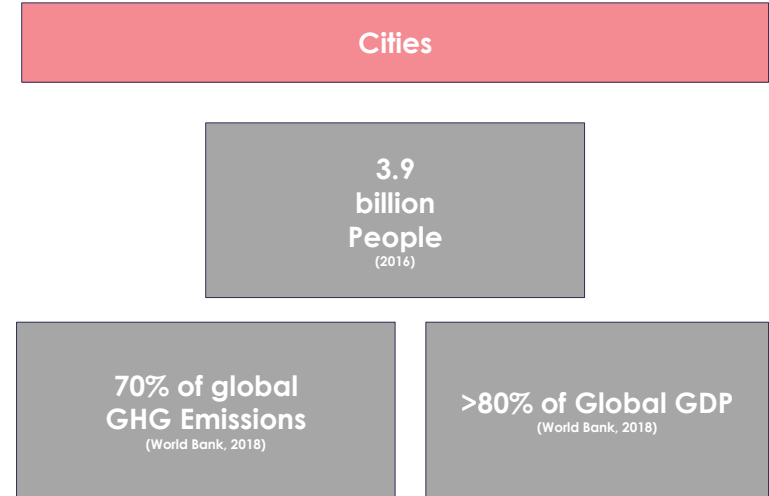 Cities
3.9
billion
People
(2016)
70% of global
GHG Emissions
(World Bank, 2018)
>80% of Global GDP
(World Bank, 2018)